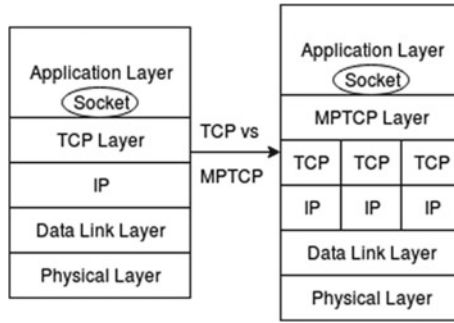 Application Layer
Socket
TCP Layer
IP
Data Link Layer
Physical Layer
TCP vs
MPTCP
Application Layer
Socket
MPTCP Layer
TCP TCP TCP
IP IP IP
Data Link Layer
Physical Layer